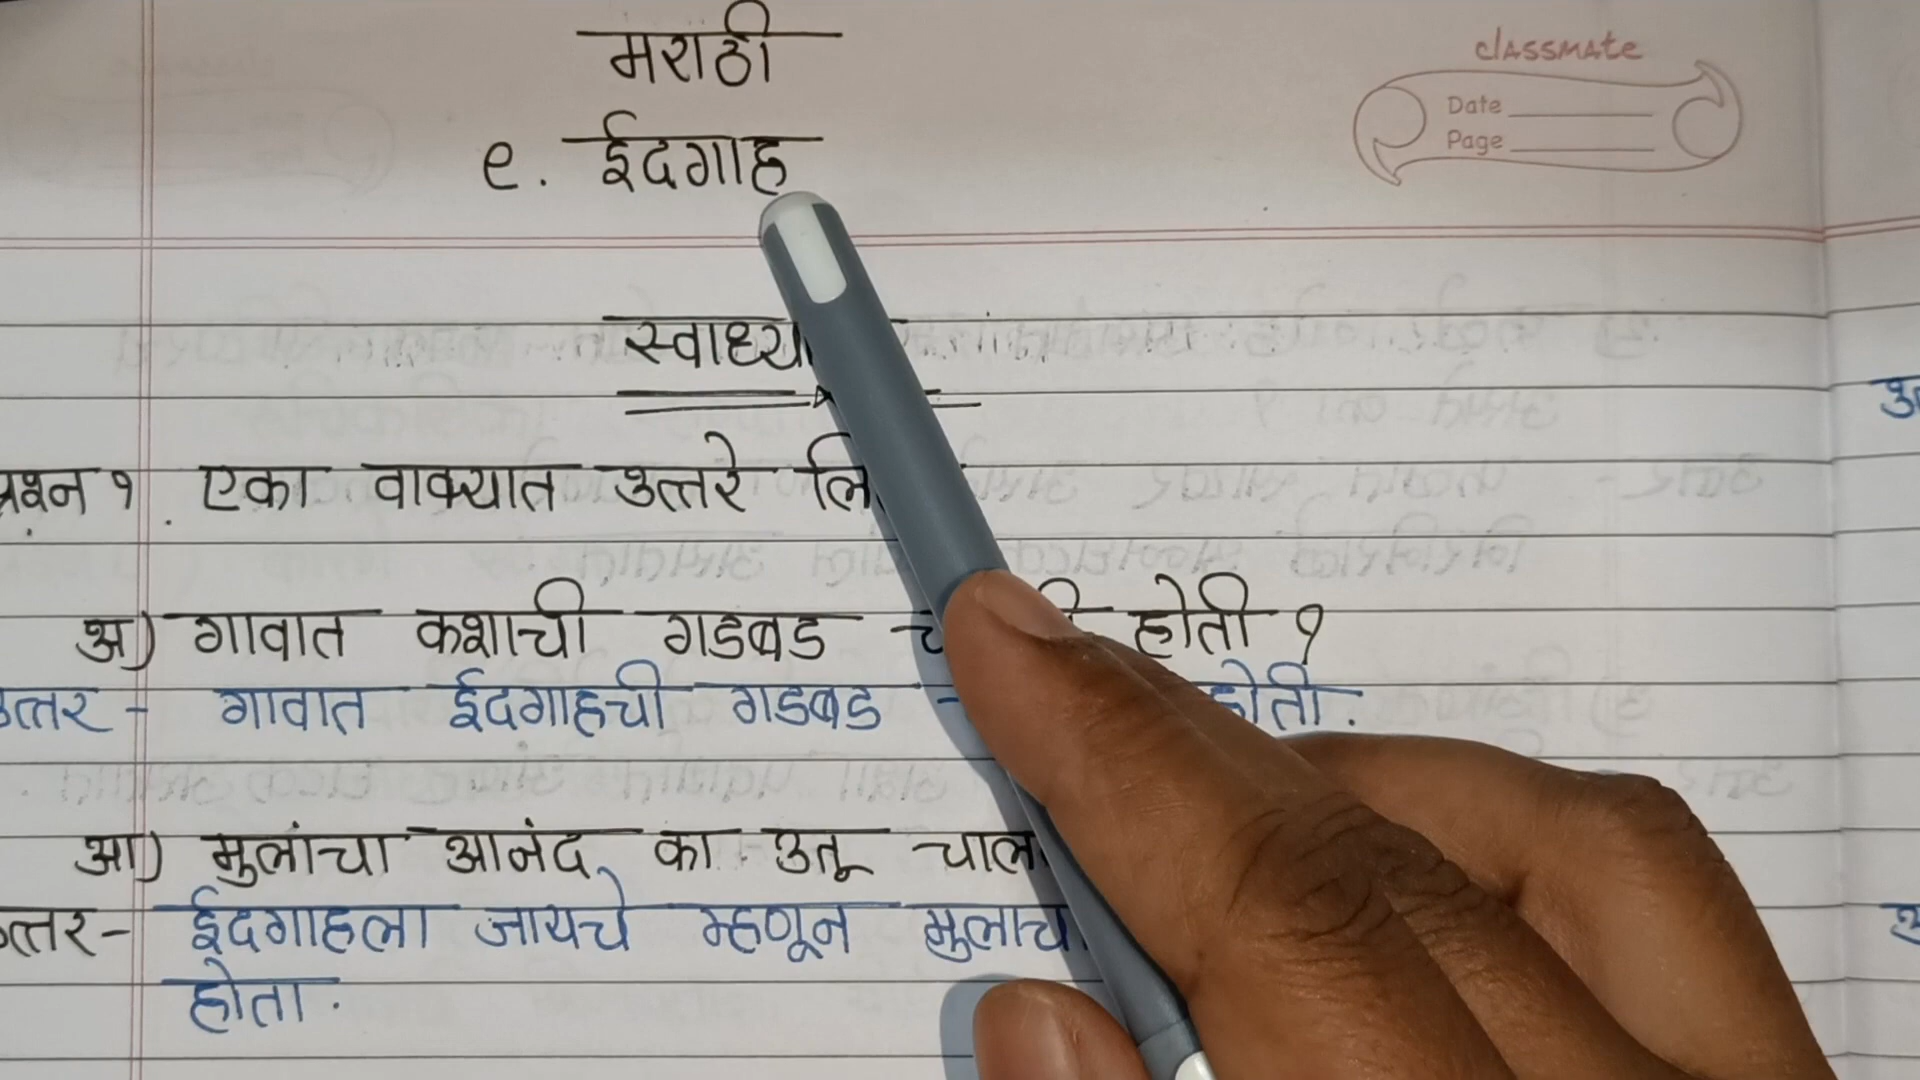 मराठी
classmate
Date
Page
९. ईदगाह
स्वाध्या
प्रश्न १. एका वाक्यात उत्तरे लि
अ) गावात कशाची गडबड होती ?
उत्तर - गावात ईदगाहची गडबड होती.
आ) मुलांचा आनंद का उतू चाल
उत्तर - ईदगाहला जायचे म्हणून मुलांच
होता.